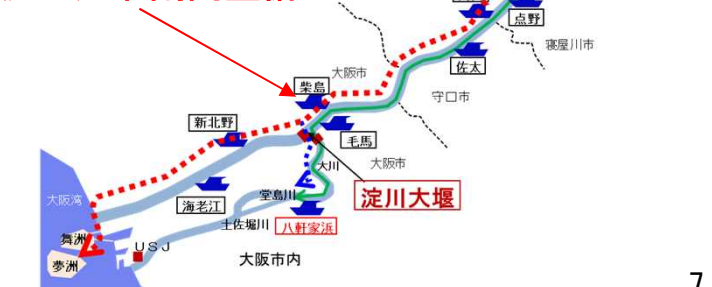 点野
寝屋川市
佐太
大阪市
守口市
柴島
新北野
毛馬
大川
大阪市
淀川大堰
堂島川
海老江
大阪湾
土佐堀川
八軒家浜
舞洲
USJ
夢洲
大阪市内
7